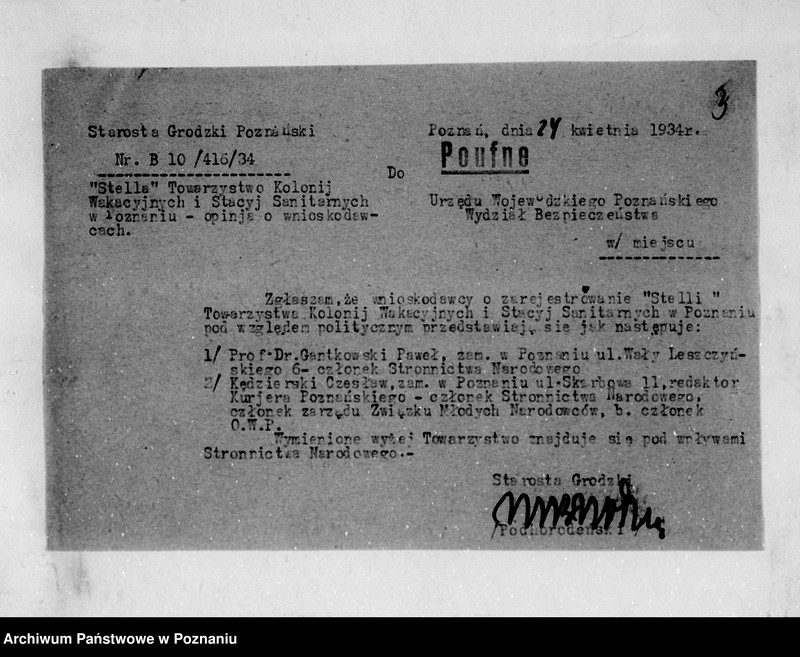 3
Starosta Grodzki Poznański
Poznań, dnia 24 kwietnia 1934r.
Nr. B 10 /416/34
Poufne
Do
"Stella" Towarzystwo Kolonij
Wakacyjnych i Stacyj Sanitarnych
w Poznaniu - opinja o wnioskodaw-
cach.
Urzędu Wojewódzkiego Poznańskiego
Wydział Bezpieczeństwa
w/ miejscu
Zgłaszam, że wnioskodawcy o zarejestrowanie "Stelli "
Towarzystwa Kolonij Wakacyjnych i Stacyj Sanitarnych w Poznaniu
pod względem politycznym przedstawiają się jak następuje:
1/ Prof.Dr.Gantkowski Paweł, zam. w Poznaniu ul.Wały Leszczyń-
skiego 6- członek Stronnictwa Narodowego
2/ Kędzierski Czesław, zam. w Poznaniu ul.Skarbowa 11, redaktor
Kurjera Poznańskiego - członek Stronnictwa Narodowego,
członek zarządu Związku Młodych Narodowców, b. członek
O.W.P.
Wymienione wyżej Towarzystwo znajduje się pod wpływami
Stronnictwa Narodowego.-
Starosta Grodzki
/Podhorodeński /
Archiwum Państwowe w Poznaniu